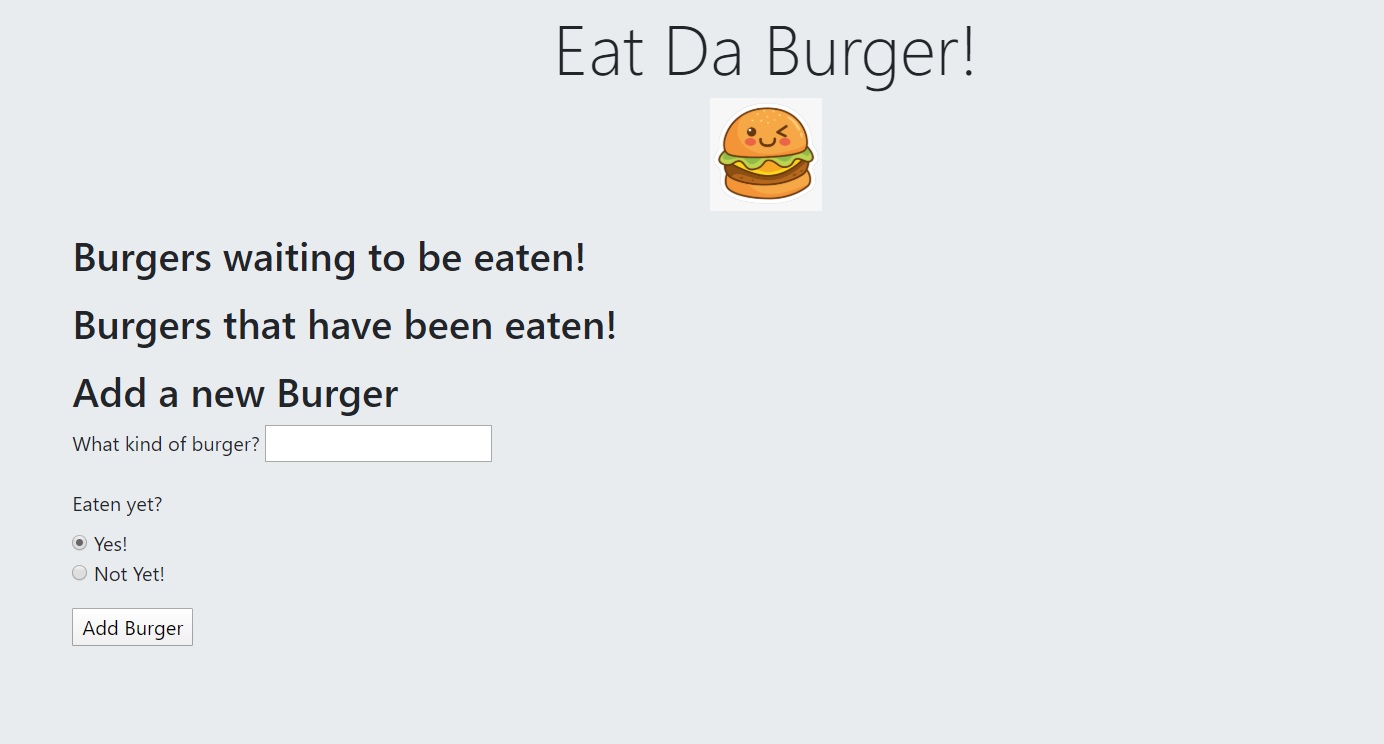 Eat Da Burger!
Burgers waiting to be eaten!
Burgers that have been eaten!
Add a new Burger
What kind of burger?
Eaten yet?
Yes!
Not Yet!
Add Burger